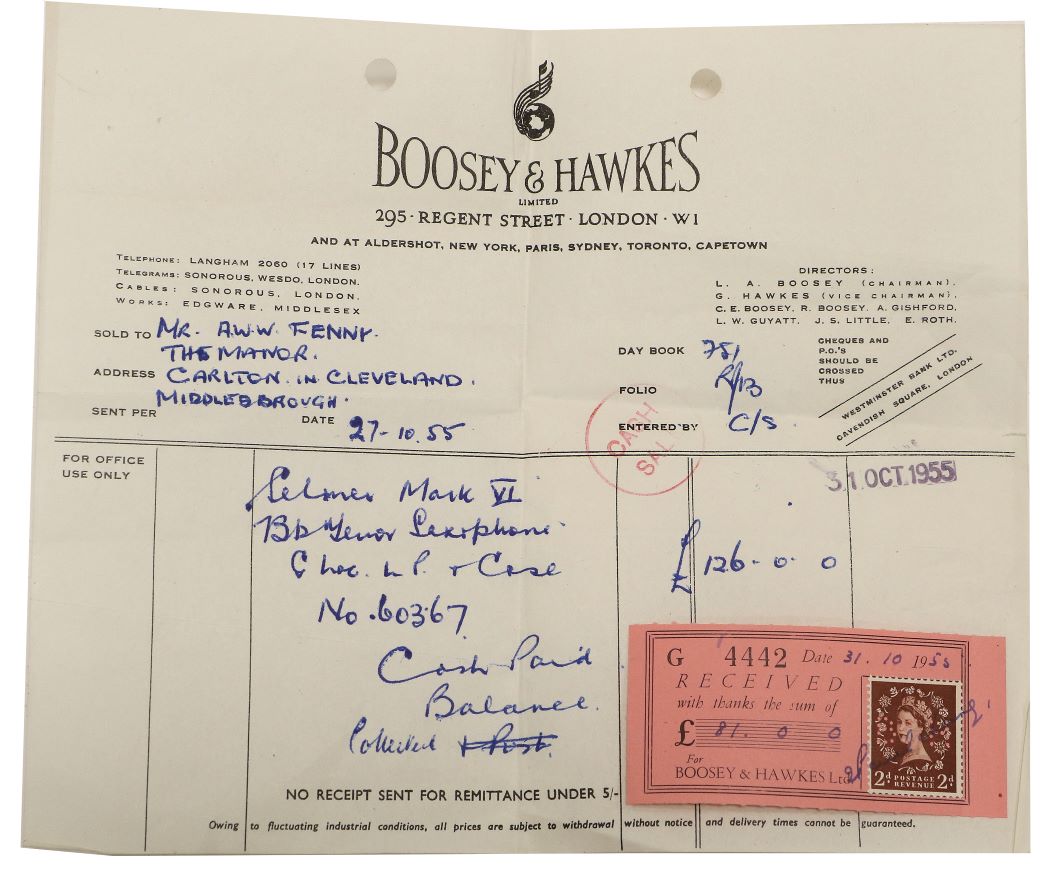 BOOSEY & HAWKES
LIMITED
295 · REGENT STREET · LONDON · W1
AND AT ALDERSHOT, NEW YORK, PARIS, SYDNEY, TORONTO, CAPETOWN
TELEPHONE: LANGHAM 2060 (17 LINES)
TELEGRAMS: SONOROUS, WESDO, LONDON.
CABLES: SONOROUS, LONDON.
WORKS: EDGWARE, MIDDLESEX
DIRECTORS:
L. A. BOOSEY (CHAIRMAN).
G. HAWKES (VICE CHAIRMAN),
C. E. BOOSEY, R. BOOSEY. A. GISHFORD,
L. W. GUYATT. J. S. LITTLE. E. ROTH.
SOLD TO MR. A.W.W. FENNY.
THE MANOR.
ADDRESS CARLTON. IN CLEVELAND.
MIDDLESBROUGH.
SENT PER
DATE 27-10.55
DAY BOOK 751
FOLIO
ENTERED BY C/S
CHEQUES AND
P.O.'S
SHOULD BE
CROSSED
THUS
WESTMINSTER BANK LTD.
CAVENDISH SQUARE, LONDON
CASH
SAL
31 OCT. 1955
FOR OFFICE
USE ONLY
Selmer Mark VI
Bb Tenor Saxophone
L.P. + Case
No. 60367
£126-0-0
Cash Paid
Balance.
Collected + Post.
G 4442 Date 31.10 1955
RECEIVED
with thanks the sum of
£ 81. 0 0
For
BOOSEY & HAWKES Ltd
2d POSTAGE REVENUE 2d
NO RECEIPT SENT FOR REMITTANCE UNDER 5/-
Owing to fluctuating industrial conditions, all prices are subject to withdrawal without notice and delivery times cannot be guaranteed.